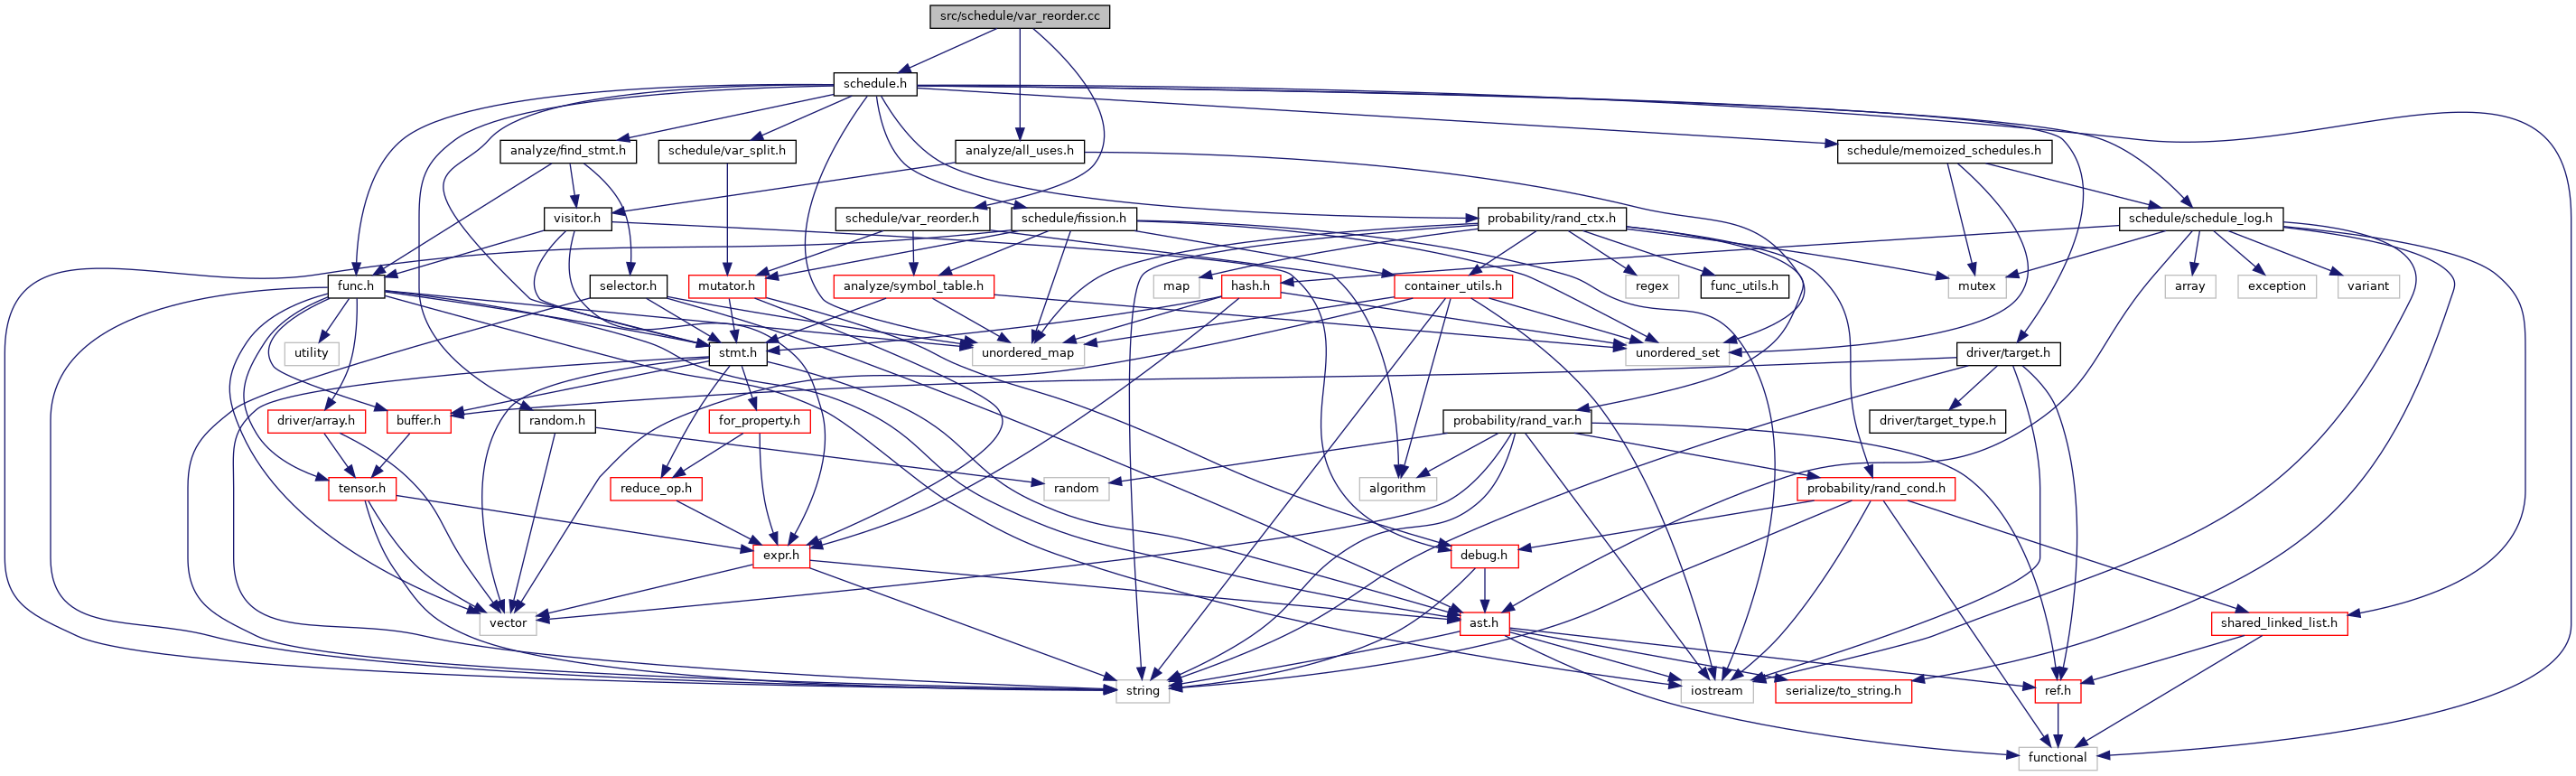 src/schedule/var_reorder.cc
schedule.h
analyze/find_stmt.h
schedule/var_split.h
analyze/all_uses.h
schedule/memoized_schedules.h
visitor.h
schedule/var_reorder.h
schedule/fission.h
probability/rand_ctx.h
schedule/schedule_log.h
func.h
selector.h
mutator.h
analyze/symbol_table.h
map
hash.h
container_utils.h
regex
func_utils.h
mutex
array
exception
variant
utility
stmt.h
unordered_map
unordered_set
driver/target.h
driver/array.h
buffer.h
random.h
for_property.h
probability/rand_var.h
driver/target_type.h
tensor.h
reduce_op.h
random
algorithm
probability/rand_cond.h
expr.h
debug.h
vector
ast.h
shared_linked_list.h
string
iostream
serialize/to_string.h
ref.h
functional